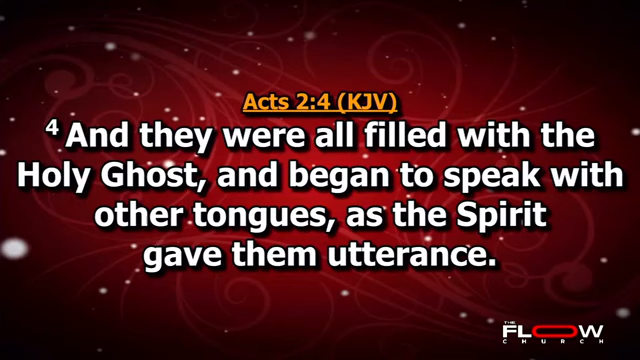 Acts 2:4 (KJV)
4 And they were all filled with the
Holy Ghost, and began to speak with
other tongues, as the Spirit
gave them utterance.
THE
FLOW
CHURCH